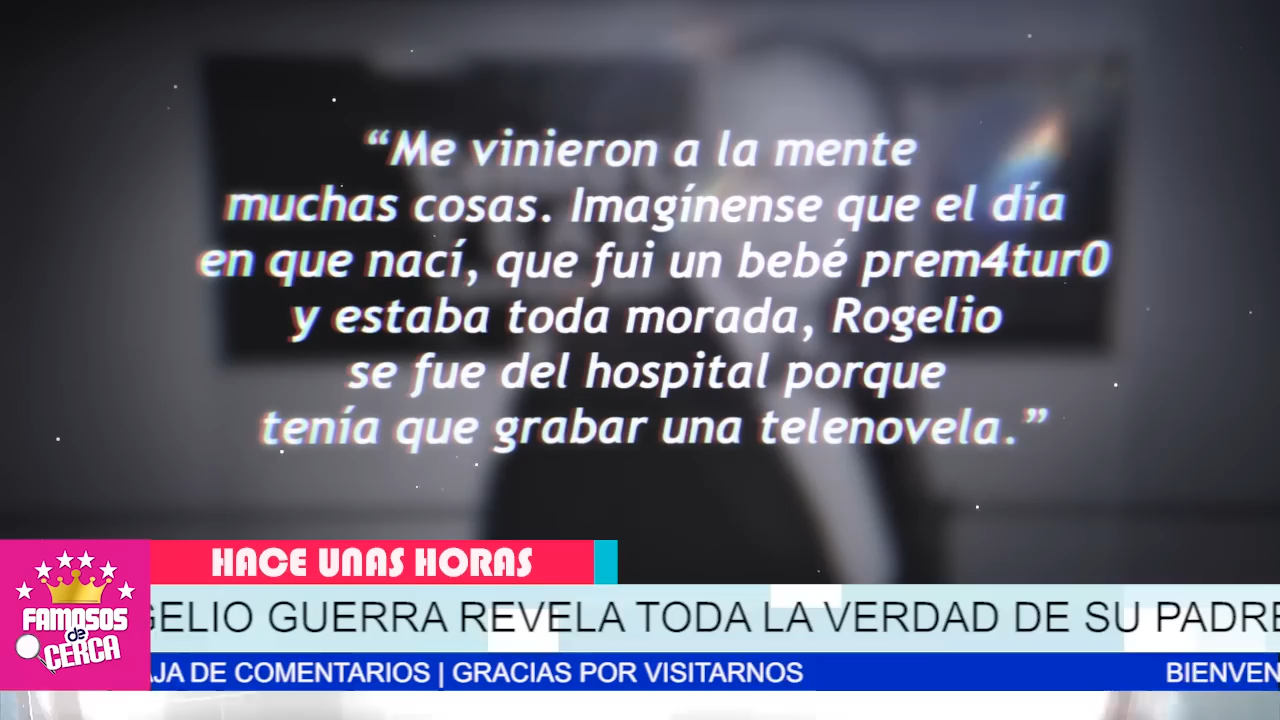 “Me vinieron a la mente
muchas cosas. Imagínense que el día
en que nací, que fui un bebé prem4tur0
y estaba toda morada, Rogelio
se fue del hospital porque
tenía que grabar una telenovela.”
HACE UNAS HORAS
GELIO GUERRA REVELA TODA LA VERDAD DE SU PADRE
FAMOSOS
de
CERCA
AJA DE COMENTARIOS | GRACIAS POR VISITARNOS BIENVEN